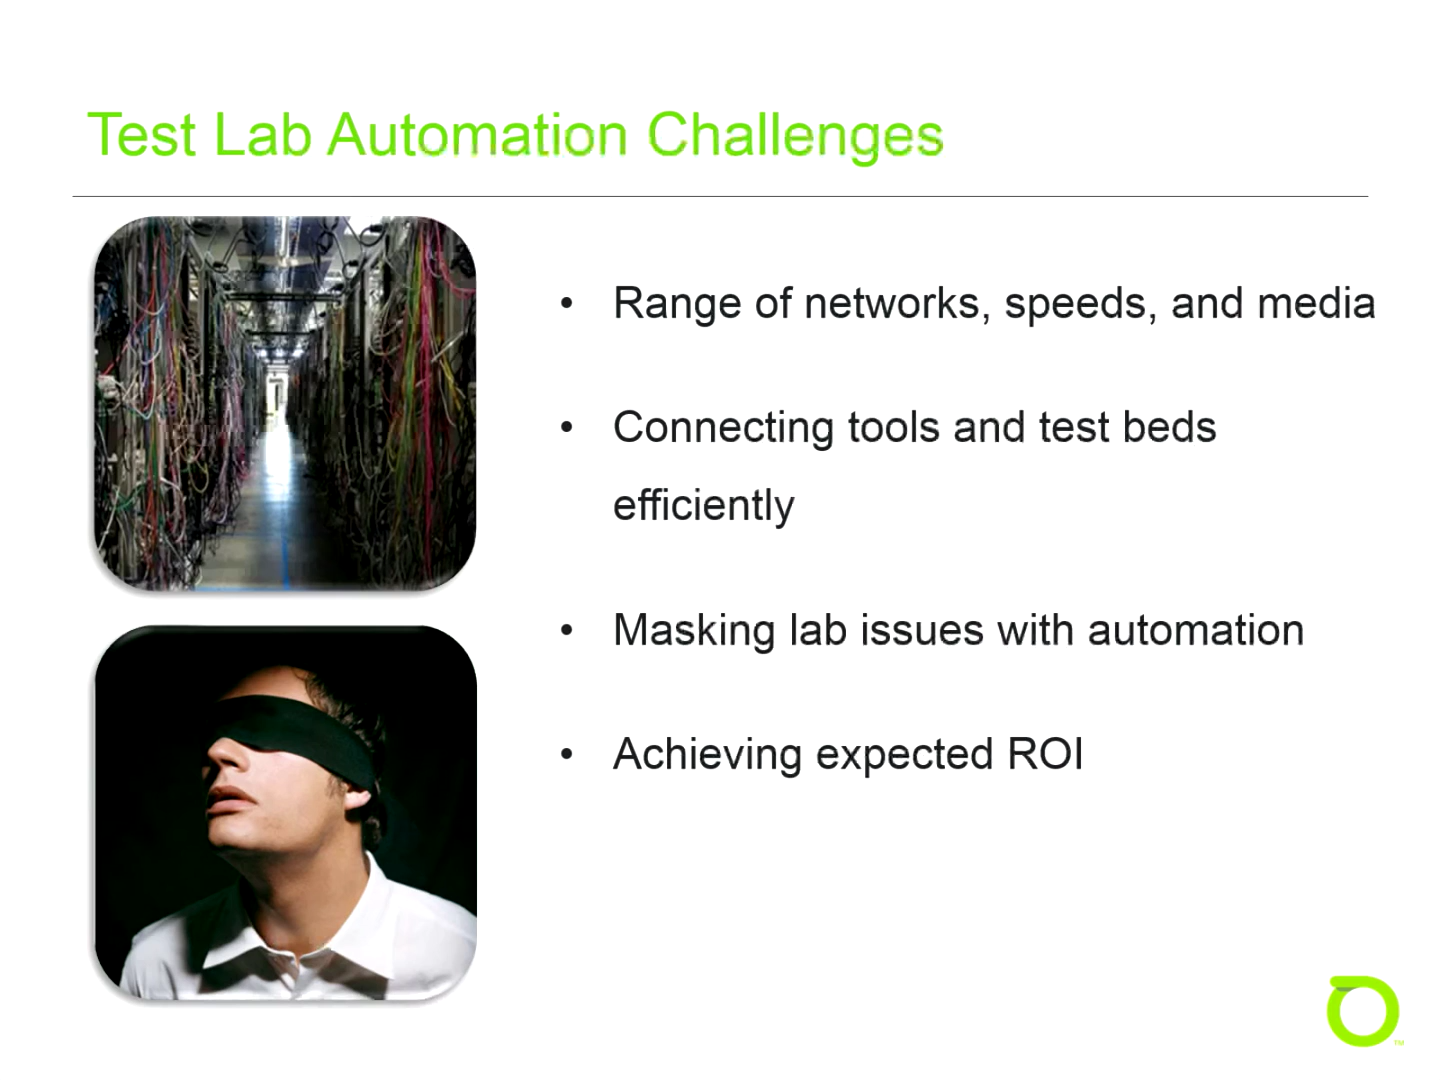 Test Lab Automation Challenges
• Range of networks, speeds, and media
• Connecting tools and test beds
efficiently
• Masking lab issues with automation
• Achieving expected ROI
TM